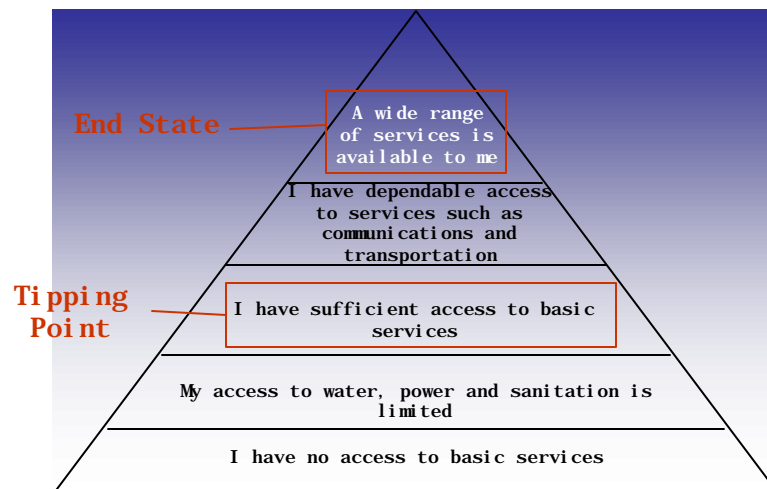 A wide range
of services is
available to me
End State
I have dependable access
to services such as
communications and
transportation
Tipping
Point
I have sufficient access to basic
services
My access to water, power and sanitation is
limited
I have no access to basic services